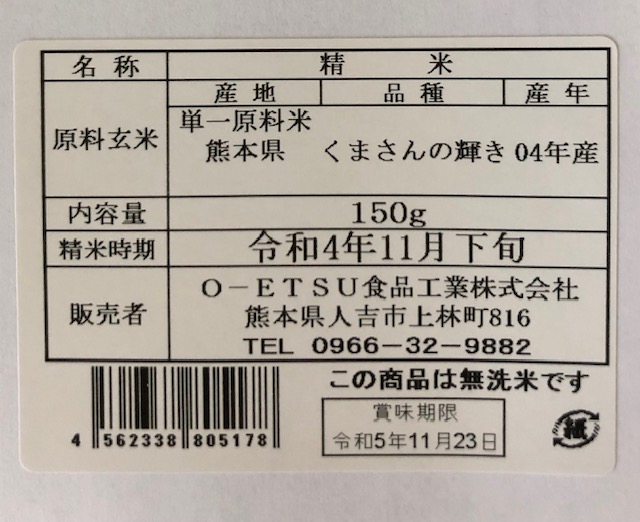 名称 精米
原料玄米 産地 品種 産年
単一原料米
熊本県 くまさんの輝き 04年産
内容量 150g
精米時期 令和4年11月下旬
販売者 O-ETSU食品工業株式会社
熊本県人吉市上林町816
TEL 0966-32-9882
この商品は無洗米です
賞味期限
令和5年11月23日
4 562338 805178
紙